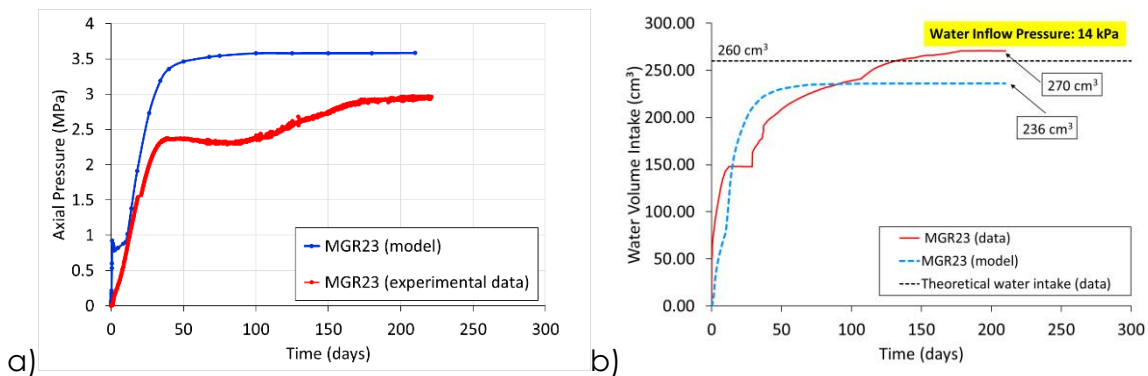 4
3.5
3
2.5
2
1.5
1
0.5
0
0
50
100
150
200
250
300
Axial Pressure (MPa)
Time (days)
MGR23 (model)
MGR23 (experimental data)
a)
300.00
250.00
200.00
150.00
100.00
50.00
0.00
0
50
100
150
200
250
300
Water Volume Intake (cm³)
Time (days)
Water Inflow Pressure: 14 kPa
260 cm³
270 cm³
236 cm³
MGR23 (data)
MGR23 (model)
Theoretical water intake (data)
b)